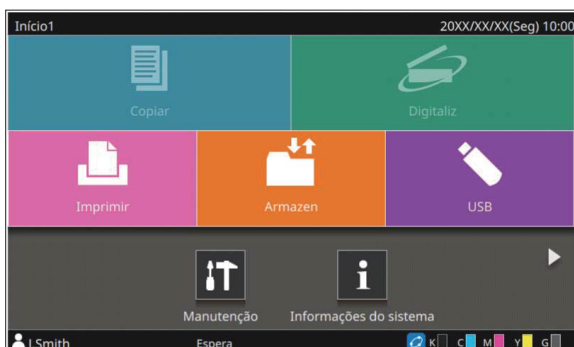 Início1 20XX/XX/XX(Seg) 10:00
Copiar Digitaliz
Imprimir Armazen USB
Manutenção Informações do sistema
J.Smith Espera K C M Y G